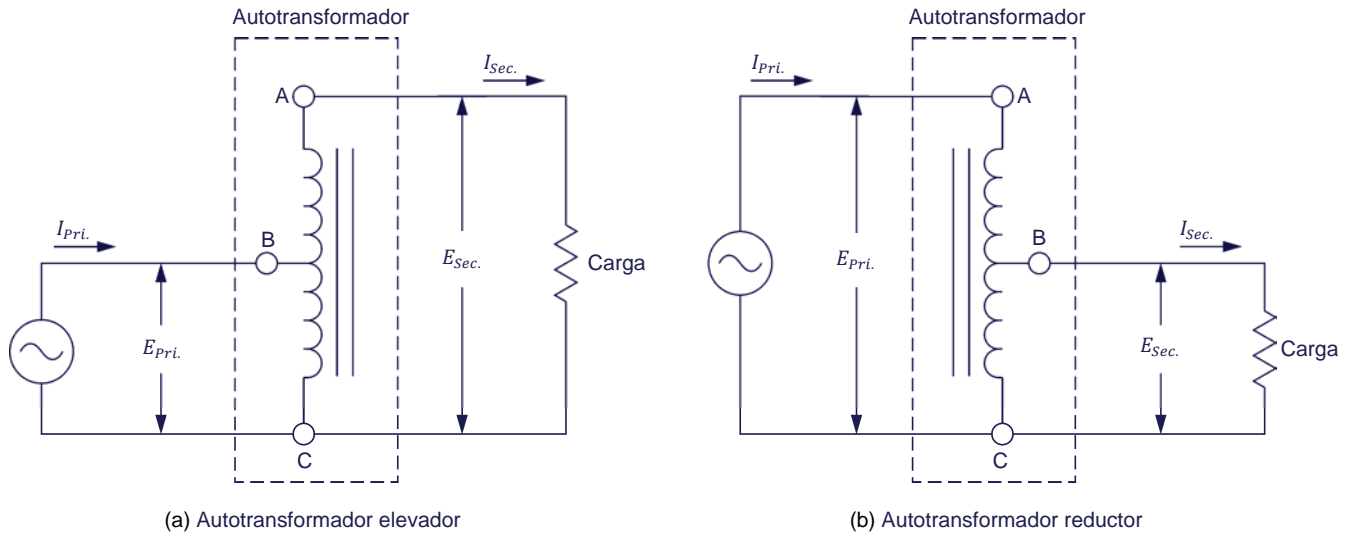 Autotransformador
I_Sec.
A
I_Pri.
B
E_Sec.
Carga
E_Pri.
C
(a) Autotransformador elevador
Autotransformador
I_Pri.
A
B
I_Sec.
E_Pri.
E_Sec.
Carga
C
(b) Autotransformador reductor